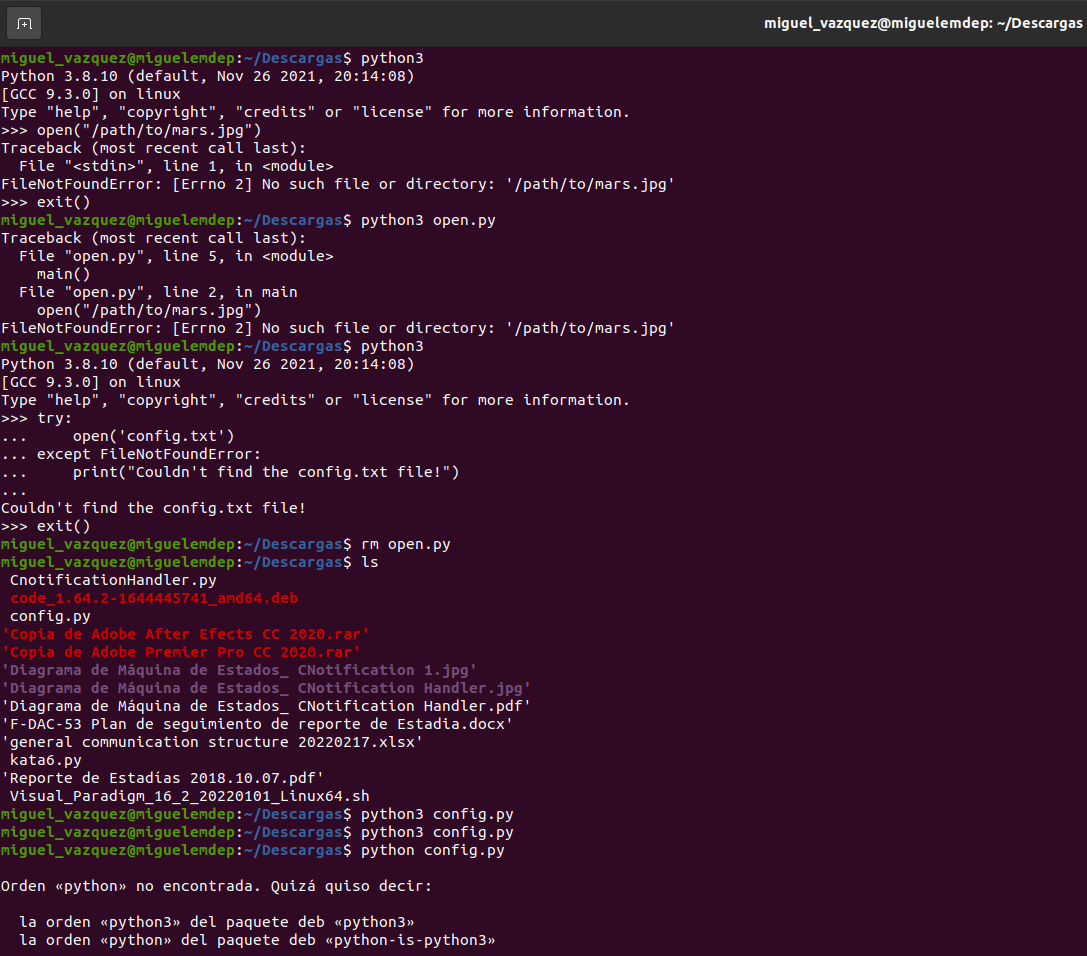 miguel_vazquez@miguelemdep: ~/Descargas
miguel_vazquez@miguelemdep:~/Descargas$ python3
Python 3.8.10 (default, Nov 26 2021, 20:14:08)
[GCC 9.3.0] on linux
Type "help", "copyright", "credits" or "license" for more information.
>>> open("/path/to/mars.jpg")
Traceback (most recent call last):
  File "<stdin>", line 1, in <module>
FileNotFoundError: [Errno 2] No such file or directory: '/path/to/mars.jpg'
>>> exit()
miguel_vazquez@miguelemdep:~/Descargas$ python3 open.py
Traceback (most recent call last):
  File "open.py", line 5, in <module>
    main()
  File "open.py", line 2, in main
    open("/path/to/mars.jpg")
FileNotFoundError: [Errno 2] No such file or directory: '/path/to/mars.jpg'
miguel_vazquez@miguelemdep:~/Descargas$ python3
Python 3.8.10 (default, Nov 26 2021, 20:14:08)
[GCC 9.3.0] on linux
Type "help", "copyright", "credits" or "license" for more information.
>>> try:
...     open('config.txt')
... except FileNotFoundError:
...     print("Couldn't find the config.txt file!")
...
Couldn't find the config.txt file!
>>> exit()
miguel_vazquez@miguelemdep:~/Descargas$ rm open.py
miguel_vazquez@miguelemdep:~/Descargas$ ls
 CnotificationHandler.py
 code_1.64.2-1644445741_amd64.deb
 config.py
'Copia de Adobe After Efects CC 2020.rar'
'Copia de Adobe Premier Pro CC 2020.rar'
'Diagrama de Máquina de Estados_ CNotification 1.jpg'
'Diagrama de Máquina de Estados_ CNotification Handler.jpg'
'Diagrama de Máquina de Estados_ CNotification Handler.pdf'
'F-DAC-53 Plan de seguimiento de reporte de Estadia.docx'
'general communication structure 20220217.xlsx'
 kata6.py
'Reporte de Estadías 2018.10.07.pdf'
 Visual_Paradigm_16_2_20220101_Linux64.sh
miguel_vazquez@miguelemdep:~/Descargas$ python3 config.py
miguel_vazquez@miguelemdep:~/Descargas$ python3 config.py
miguel_vazquez@miguelemdep:~/Descargas$ python config.py
Orden «python» no encontrada. Quizá quiso decir:
  la orden «python3» del paquete deb «python3»
  la orden «python» del paquete deb «python-is-python3»